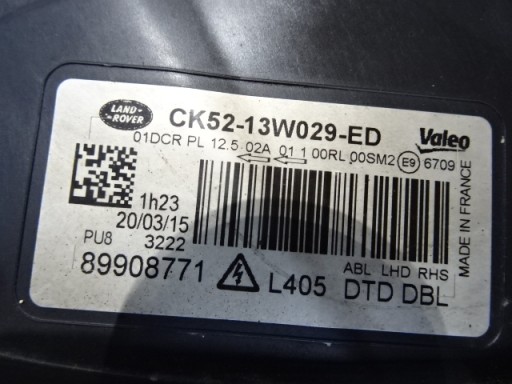 LAND
ROVER
CK52-13W029-ED
Valeo
01DCR PL 12.5 02A 01 1 00RL 00SM2 E9 6709
1h23
20/03/15
PU8 3222
89908771
ABL LHD RHS
L405 DTD DBL
MADE IN FRANCE